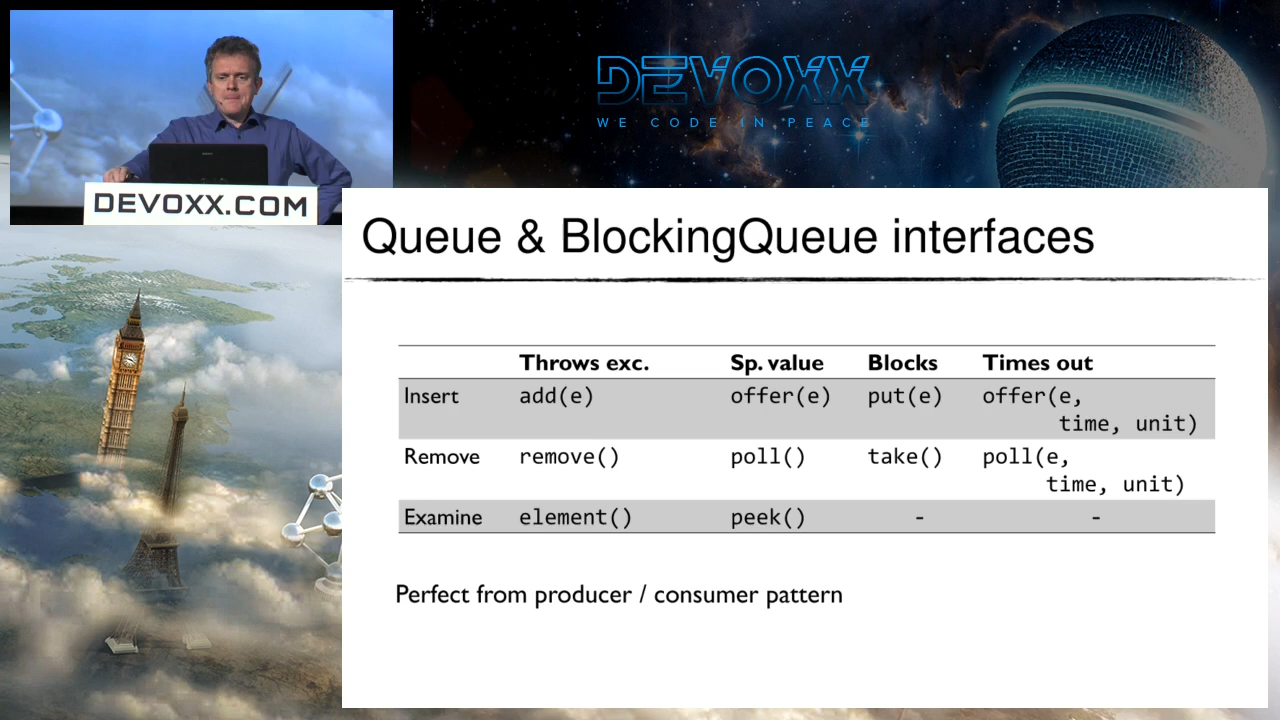 DEVOXX
WE CODE IN PEACE
DEVOXX.COM
Queue & BlockingQueue interfaces
Throws exc. Sp. value Blocks Times out
Insert add(e) offer(e) put(e) offer(e,
time, unit)
Remove remove() poll() take() poll(e,
time, unit)
Examine element() peek() - -
Perfect from producer / consumer pattern